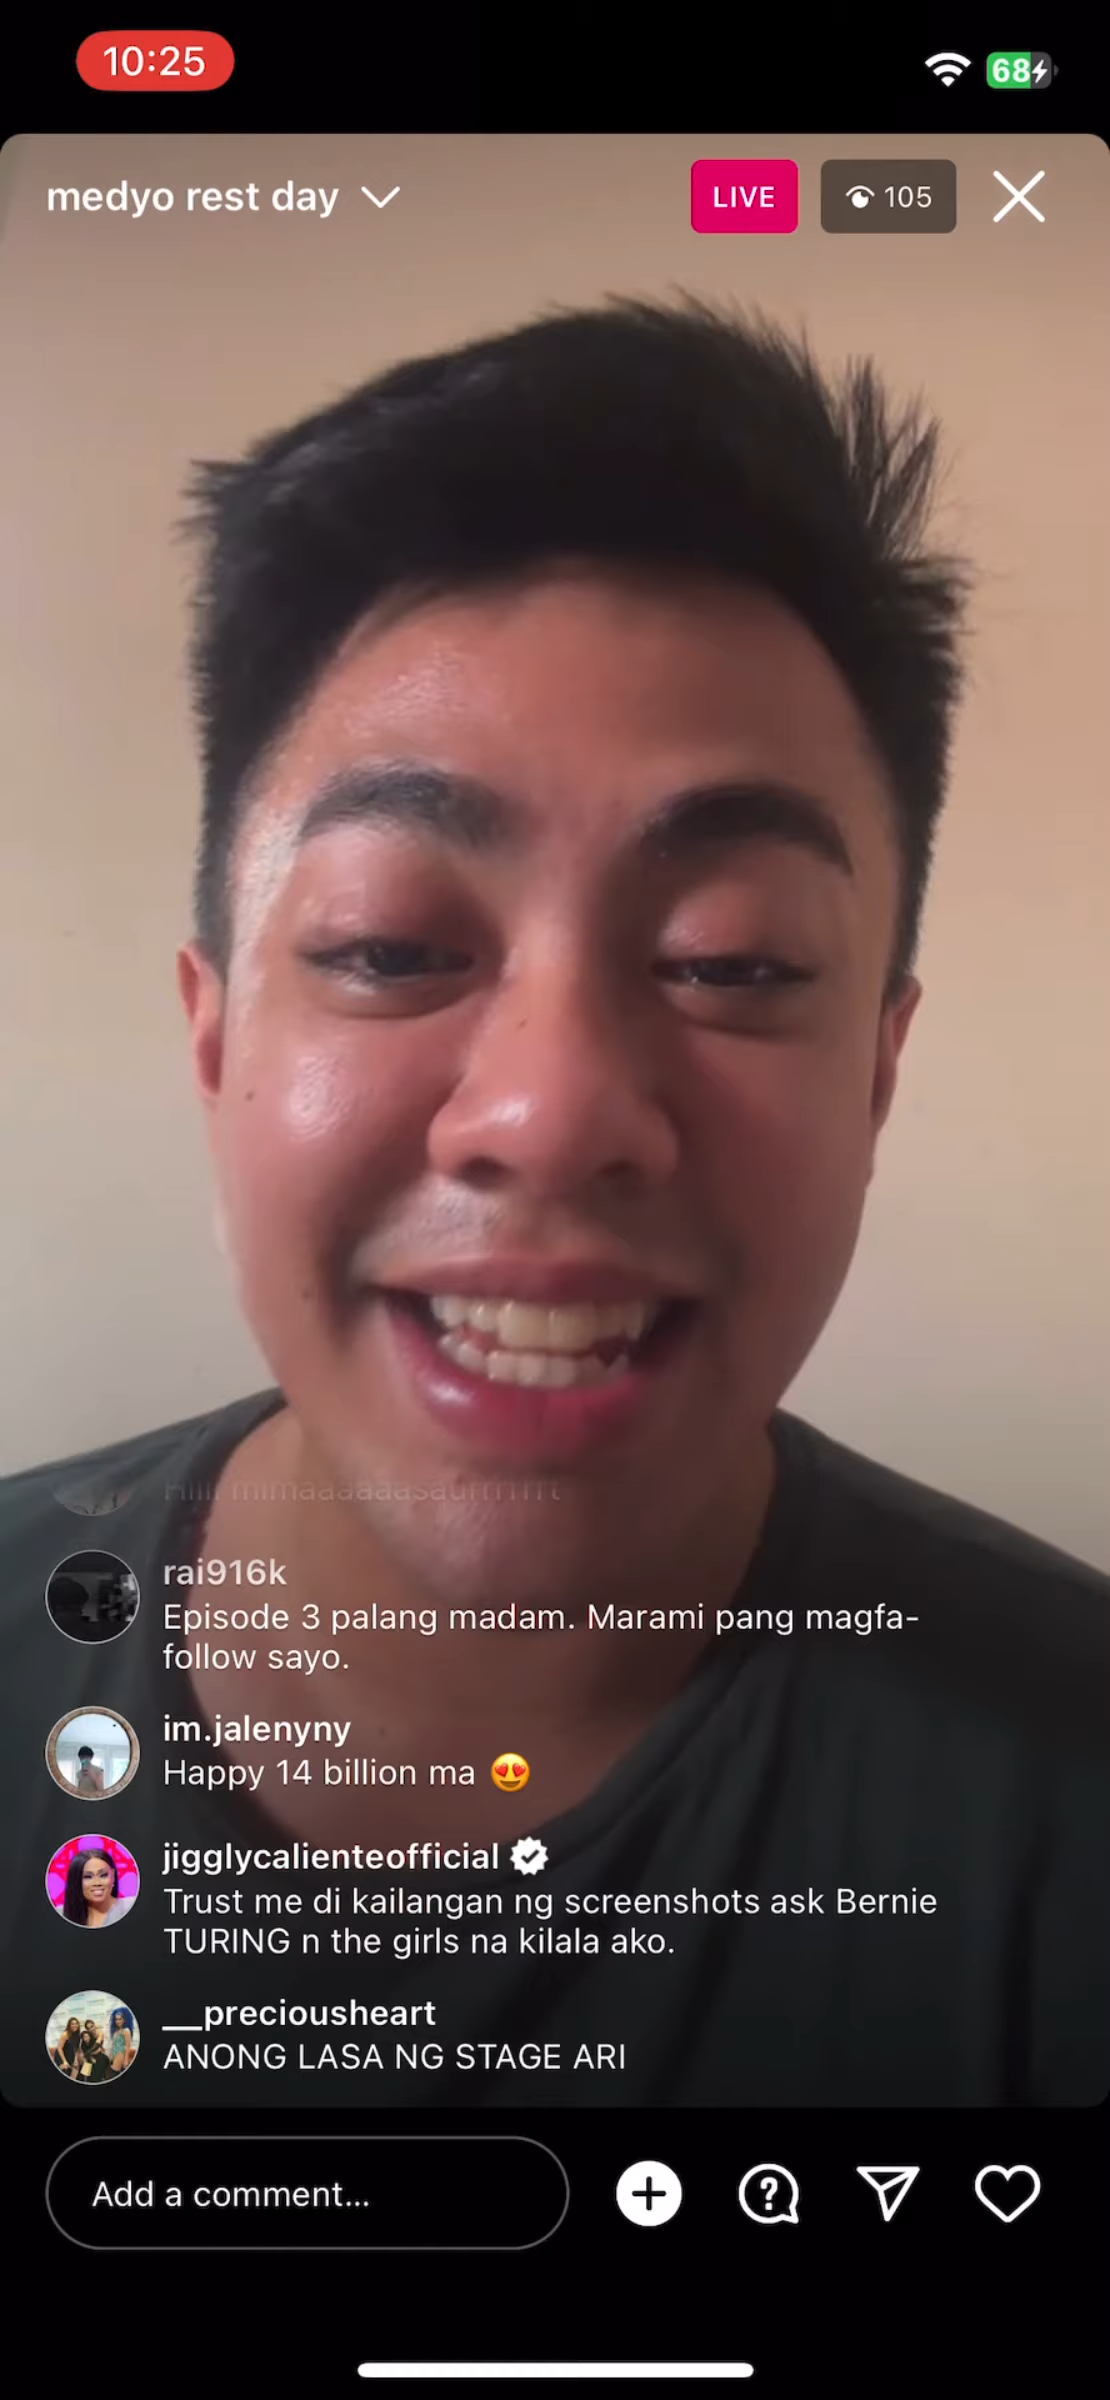 10:25
68
medyo rest day
LIVE
105
rai916k
Episode 3 palang madam. Marami pang magfa-
follow sayo.
im.jalenyny
Happy 14 billion ma 😍
jigglycalienteofficial
Trust me di kailangan ng screenshots ask Bernie
TURING n the girls na kilala ako.
__preciousheart
ANONG LASA NG STAGE ARI
Add a comment...